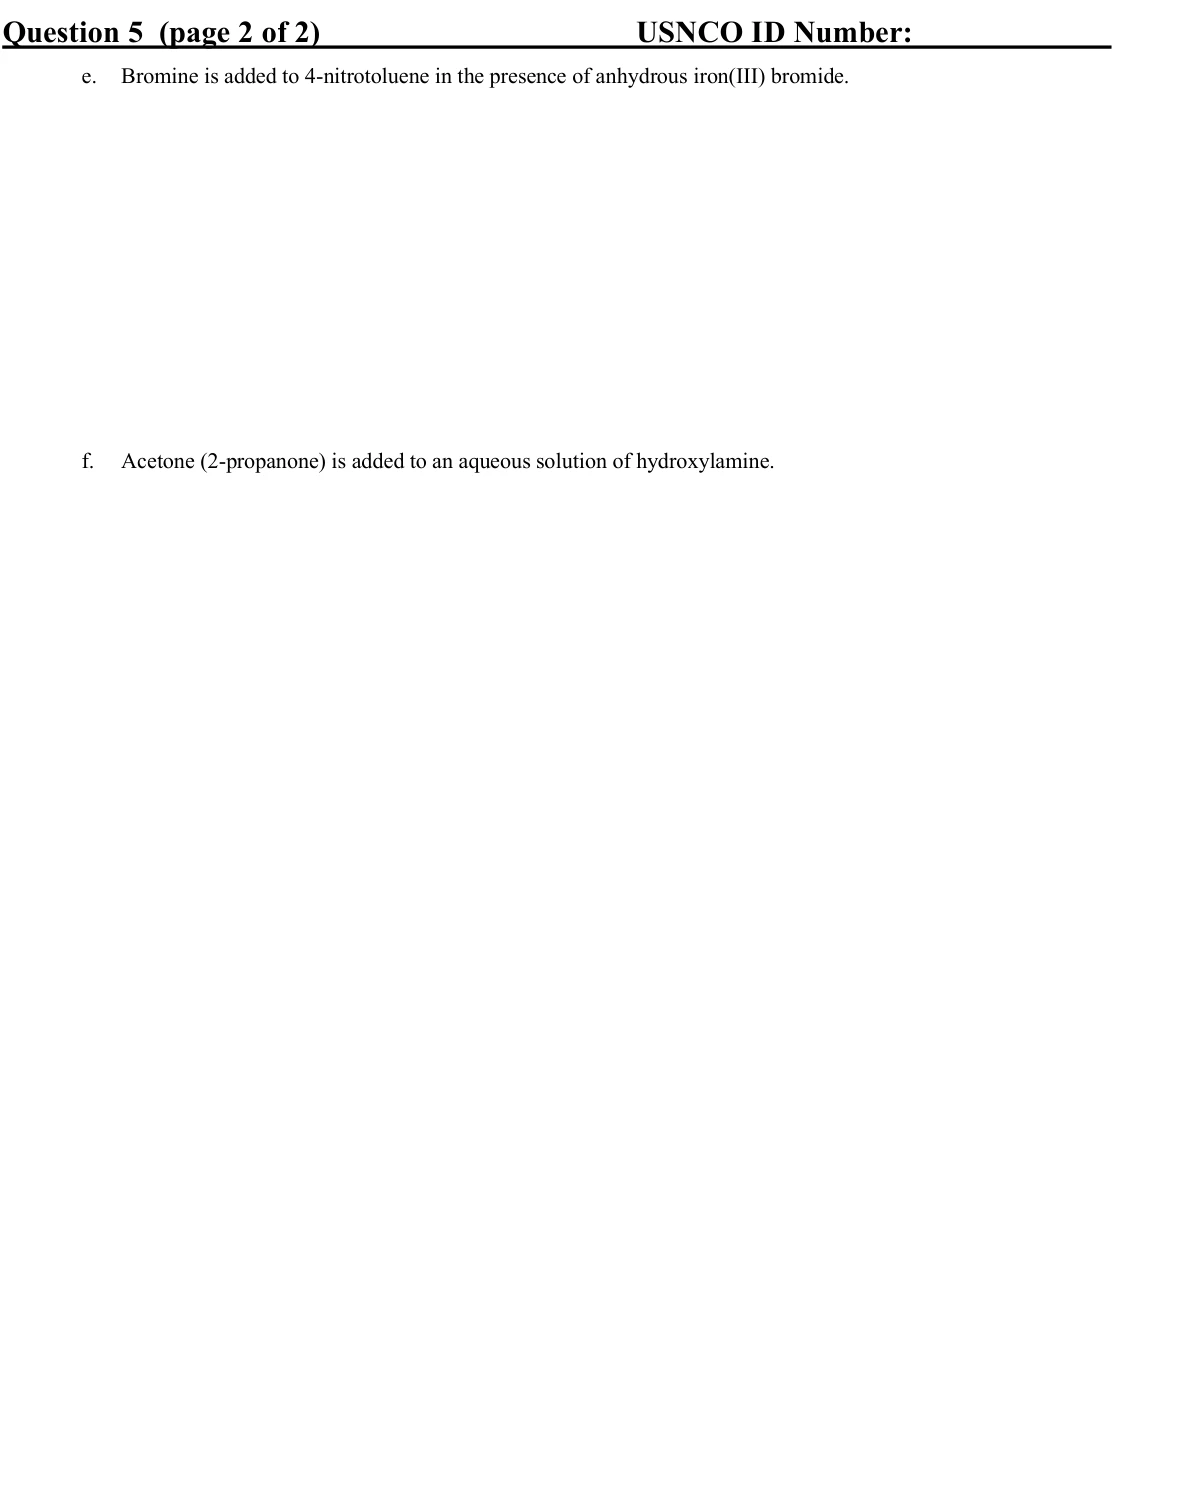 Question 5 (page 2 of 2) USNCO ID Number:
e. Bromine is added to 4-nitrotoluene in the presence of anhydrous iron(III) bromide.
f. Acetone (2-propanone) is added to an aqueous solution of hydroxylamine.